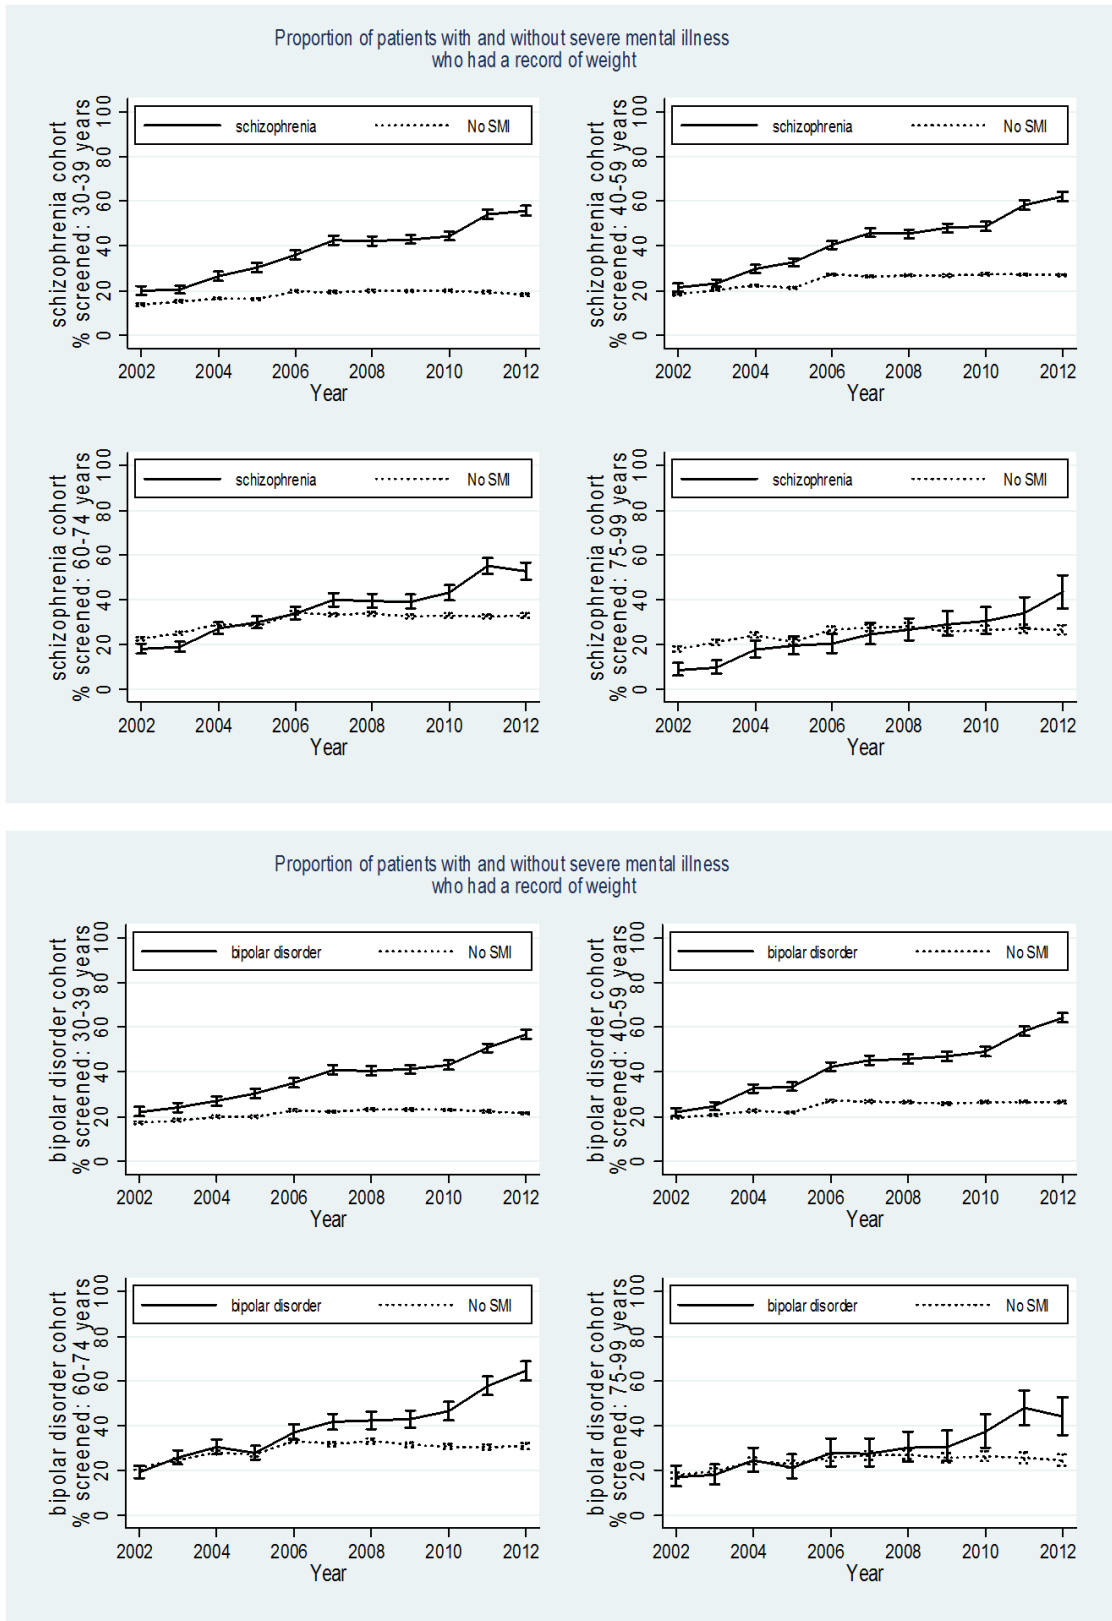 Proportion of patients with and without severe mental illness
who had a record of weight
schizophrenia cohort
% screened: 30-39 years
100
80
60
40
20
0
schizophrenia No SMI
2002 2004 2006 2008 2010 2012
Year
schizophrenia cohort
% screened: 40-59 years
100
80
60
40
20
0
schizophrenia No SMI
2002 2004 2006 2008 2010 2012
Year
schizophrenia cohort
% screened: 60-74 years
100
80
60
40
20
0
schizophrenia No SMI
2002 2004 2006 2008 2010 2012
Year
schizophrenia cohort
% screened: 75-99 years
100
80
60
40
20
0
schizophrenia No SMI
2002 2004 2006 2008 2010 2012
Year
Proportion of patients with and without severe mental illness
who had a record of weight
bipolar disorder cohort
% screened: 30-39 years
100
80
60
40
20
0
bipolar disorder No SMI
2002 2004 2006 2008 2010 2012
Year
bipolar disorder cohort
% screened: 40-59 years
100
80
60
40
20
0
bipolar disorder No SMI
2002 2004 2006 2008 2010 2012
Year
bipolar disorder cohort
% screened: 60-74 years
100
80
60
40
20
0
bipolar disorder No SMI
2002 2004 2006 2008 2010 2012
Year
bipolar disorder cohort
% screened: 75-99 years
100
80
60
40
20
0
bipolar disorder No SMI
2002 2004 2006 2008 2010 2012
Year